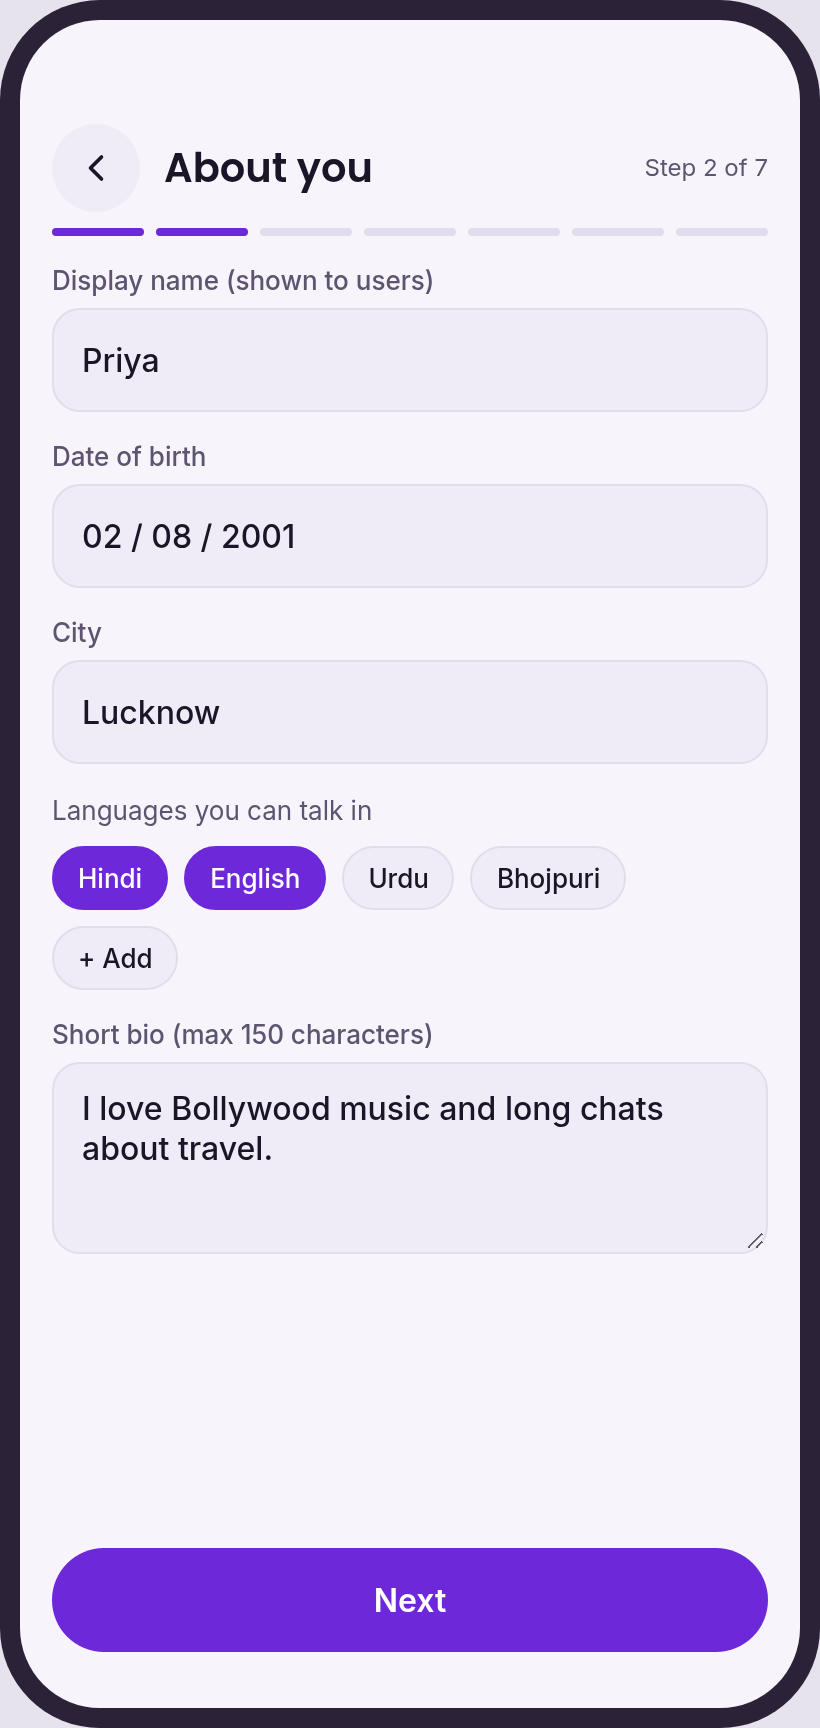 About you
Step 2 of 7
Display name (shown to users)
Priya
Date of birth
02 / 08 / 2001
City
Lucknow
Languages you can talk in
Hindi
English
Urdu
Bhojpuri
+ Add
Short bio (max 150 characters)
I love Bollywood music and long chats
about travel.
Next